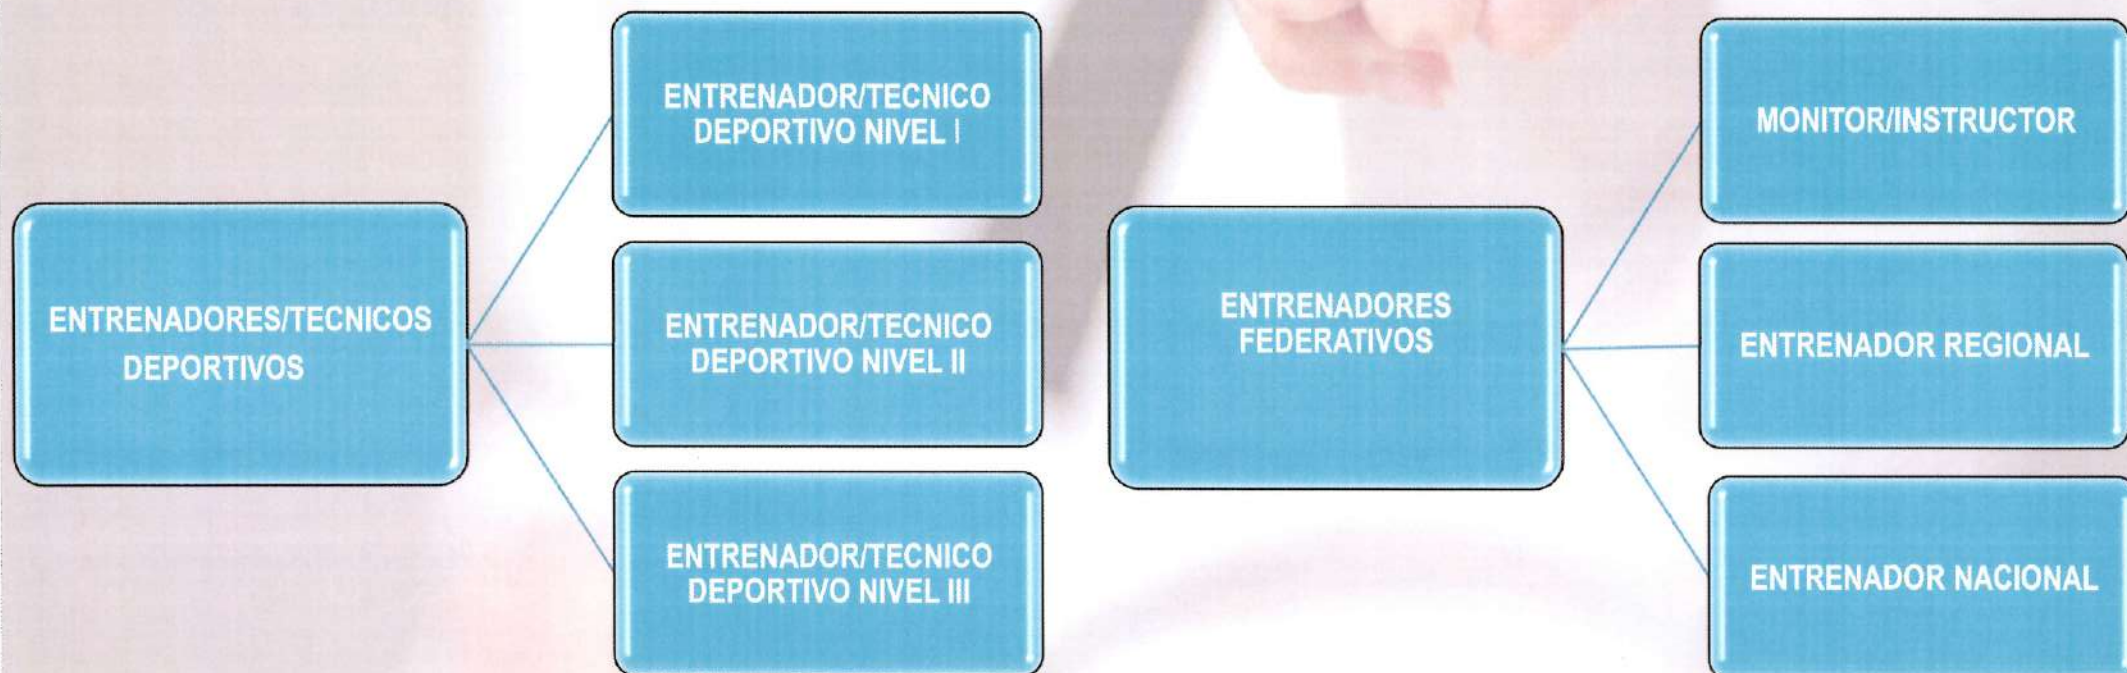 ENTRENADORES/TECNICOS
DEPORTIVOS
ENTRENADOR/TECNICO
DEPORTIVO NIVEL I
ENTRENADOR/TECNICO
DEPORTIVO NIVEL II
ENTRENADOR/TECNICO
DEPORTIVO NIVEL III
ENTRENADORES
FEDERATIVOS
MONITOR/INSTRUCTOR
ENTRENADOR REGIONAL
ENTRENADOR NACIONAL